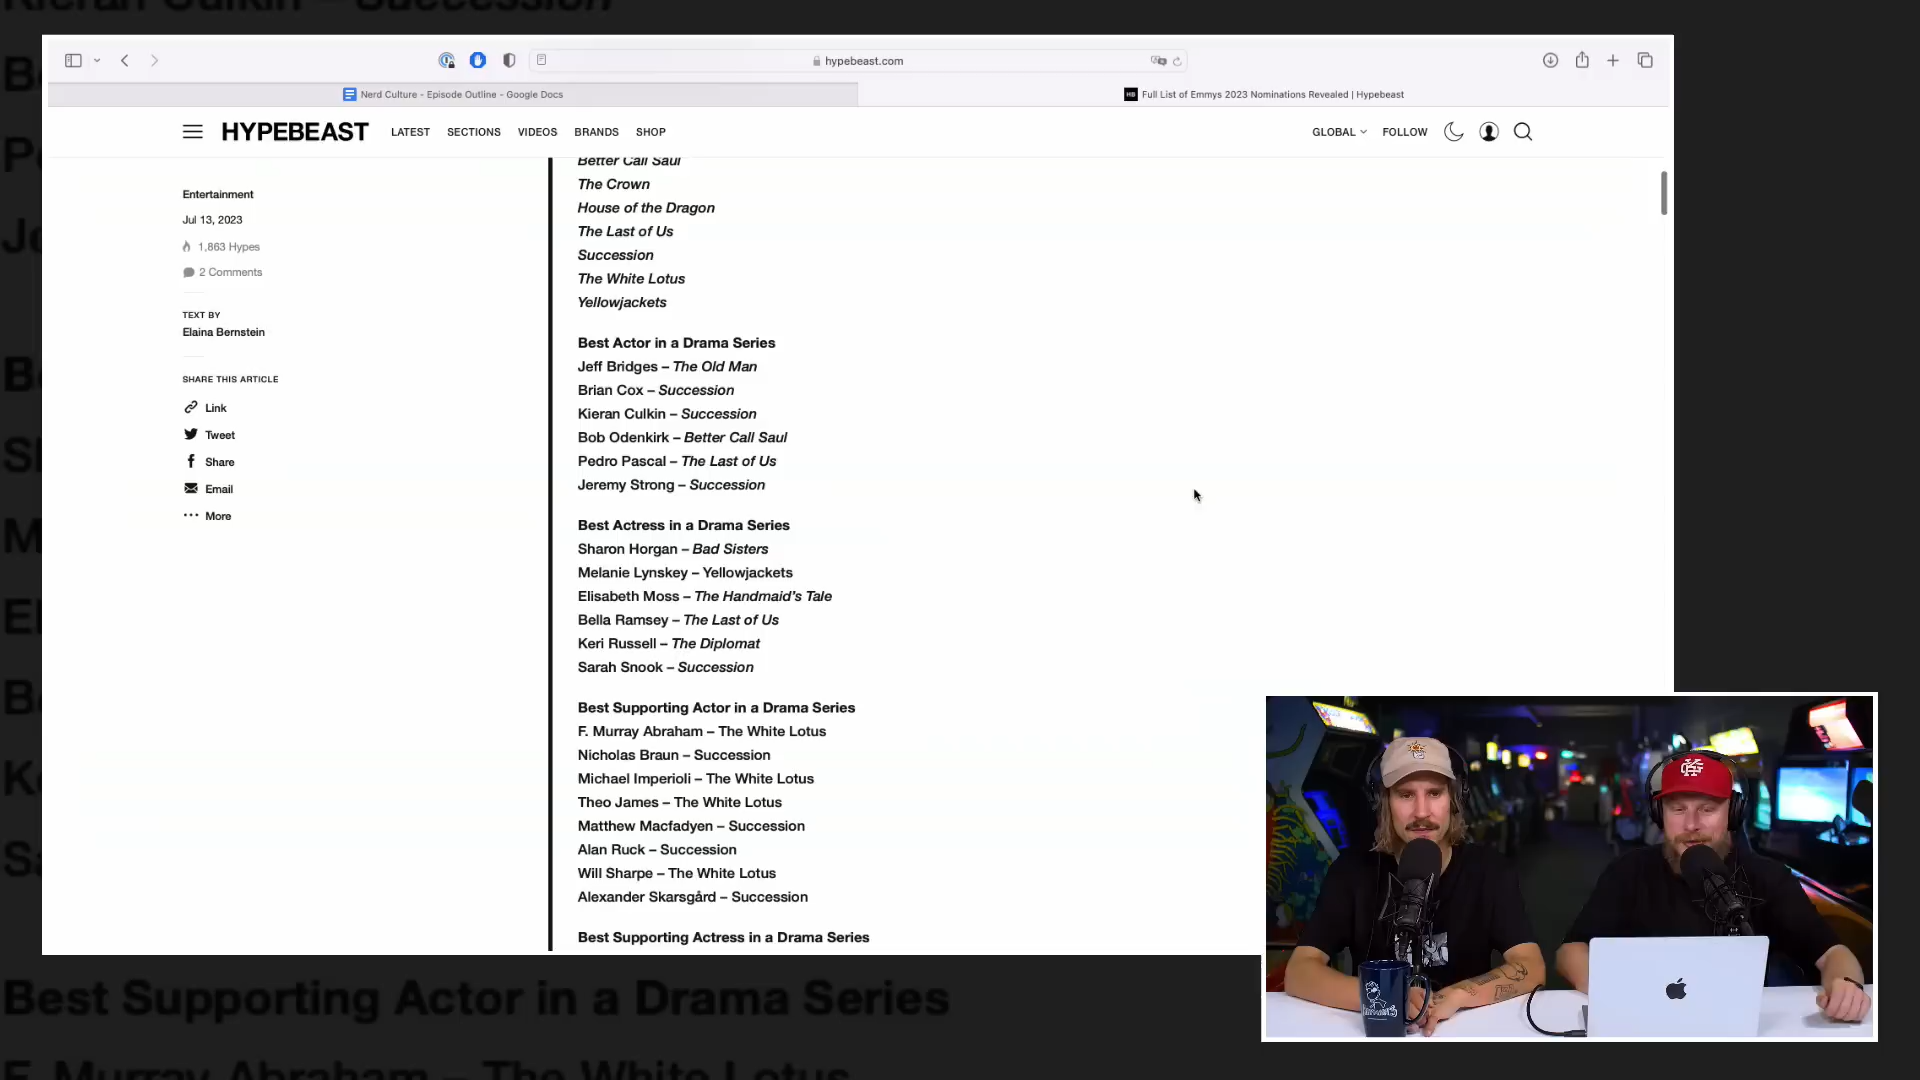 hypebeast.com
Nerd Culture - Episode Outline - Google Docs
Full List of Emmys 2023 Nominations Revealed | Hypebeast
HYPEBEAST
LATEST
SECTIONS
VIDEOS
BRANDS
SHOP
GLOBAL
FOLLOW
Entertainment
Jul 13, 2023
1,863 Hypes
2 Comments
TEXT BY
Elaina Bernstein
SHARE THIS ARTICLE
Link
Tweet
Share
Email
More
Better Call Saul
The Crown
House of the Dragon
The Last of Us
Succession
The White Lotus
Yellowjackets
Best Actor in a Drama Series
Jeff Bridges – The Old Man
Brian Cox – Succession
Kieran Culkin – Succession
Bob Odenkirk – Better Call Saul
Pedro Pascal – The Last of Us
Jeremy Strong – Succession
Best Actress in a Drama Series
Sharon Horgan – Bad Sisters
Melanie Lynskey – Yellowjackets
Elisabeth Moss – The Handmaid's Tale
Bella Ramsey – The Last of Us
Keri Russell – The Diplomat
Sarah Snook – Succession
Best Supporting Actor in a Drama Series
F. Murray Abraham – The White Lotus
Nicholas Braun – Succession
Michael Imperioli – The White Lotus
Theo James – The White Lotus
Matthew Macfadyen – Succession
Alan Ruck – Succession
Will Sharpe – The White Lotus
Alexander Skarsgård – Succession
Best Supporting Actress in a Drama Series
Best Supporting Actor in a Drama Series
F. Murray Abraham – The White Lotus